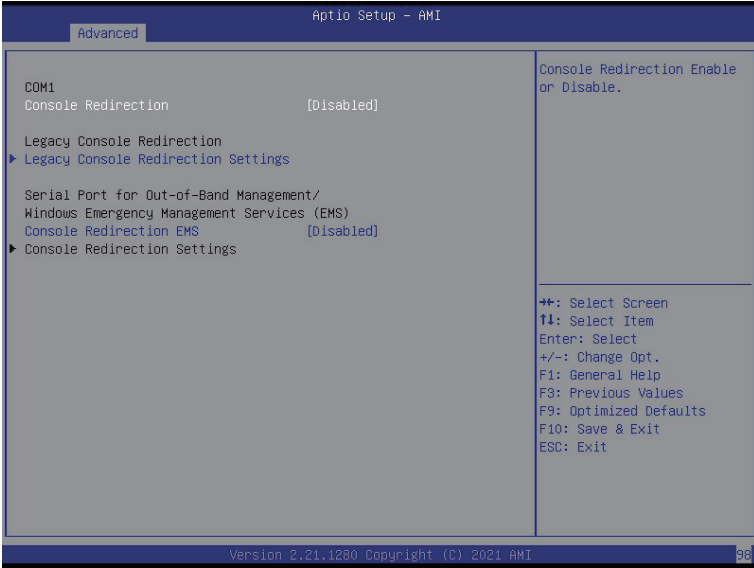 Aptio Setup – AMI
Advanced
COM1
Console Redirection [Disabled]
Legacy Console Redirection
▶ Legacy Console Redirection Settings
Serial Port for Out-of-Band Management/
Windows Emergency Management Services (EMS)
Console Redirection EMS [Disabled]
▶ Console Redirection Settings
Console Redirection Enable
or Disable.
→←: Select Screen
↑↓: Select Item
Enter: Select
+/-: Change Opt.
F1: General Help
F3: Previous Values
F9: Optimized Defaults
F10: Save & Exit
ESC: Exit
Version 2.21.1280 Copyright (C) 2021 AMI
98